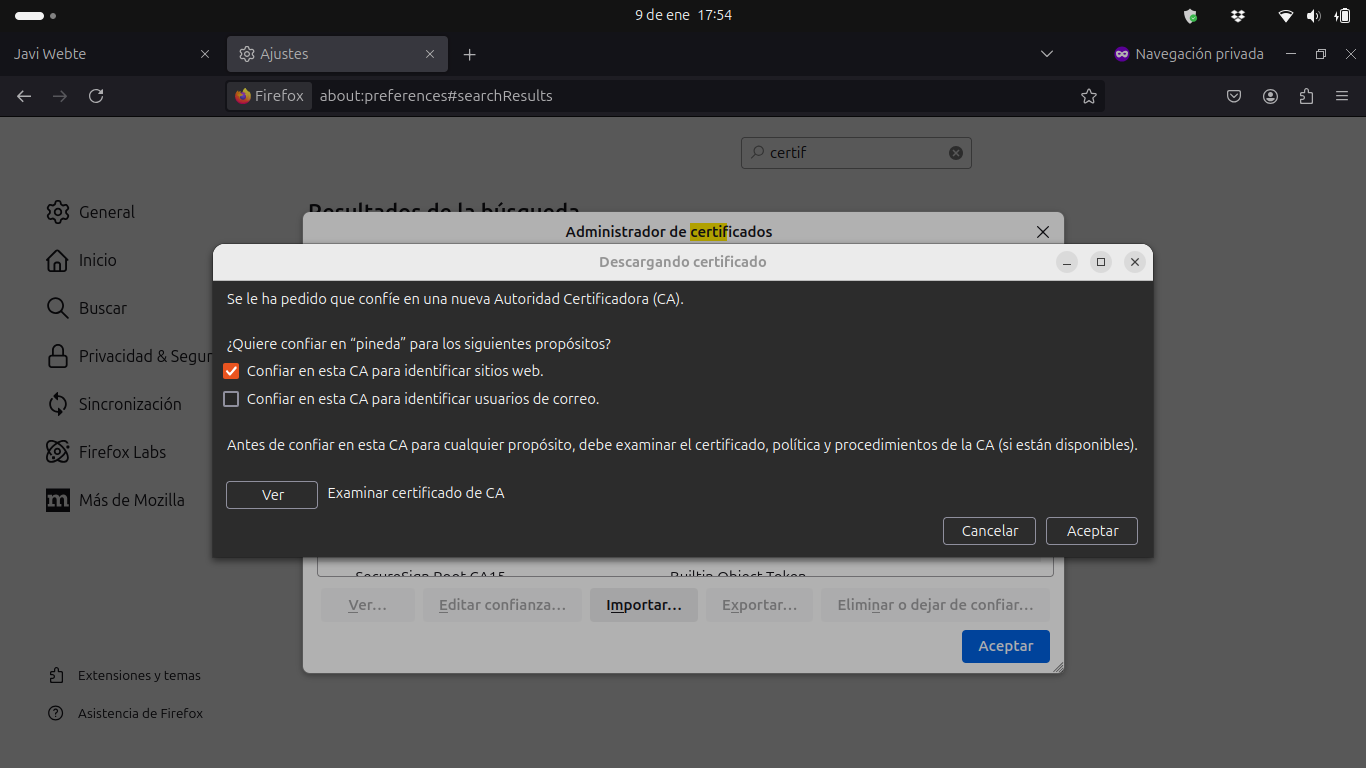 9 de ene 17:54
Javi Webte
Ajustes
Navegación privada
Firefox
about:preferences#searchResults
certif
Resultados de la búsqueda
General
Inicio
Buscar
Privacidad & Segur
Sincronización
Firefox Labs
Más de Mozilla
Extensiones y temas
Asistencia de Firefox
Administrador de certificados
Descargando certificado
Se le ha pedido que confíe en una nueva Autoridad Certificadora (CA).
¿Quiere confiar en “pineda” para los siguientes propósitos?
Confiar en esta CA para identificar sitios web.
Confiar en esta CA para identificar usuarios de correo.
Antes de confiar en esta CA para cualquier propósito, debe examinar el certificado, política y procedimientos de la CA (si están disponibles).
Ver
Examinar certificado de CA
Cancelar
Aceptar
SecureSign Root CA15
Builtin Object Token
Ver...
Editar confianza...
Importar...
Exportar...
Eliminar o dejar de confiar...
Aceptar